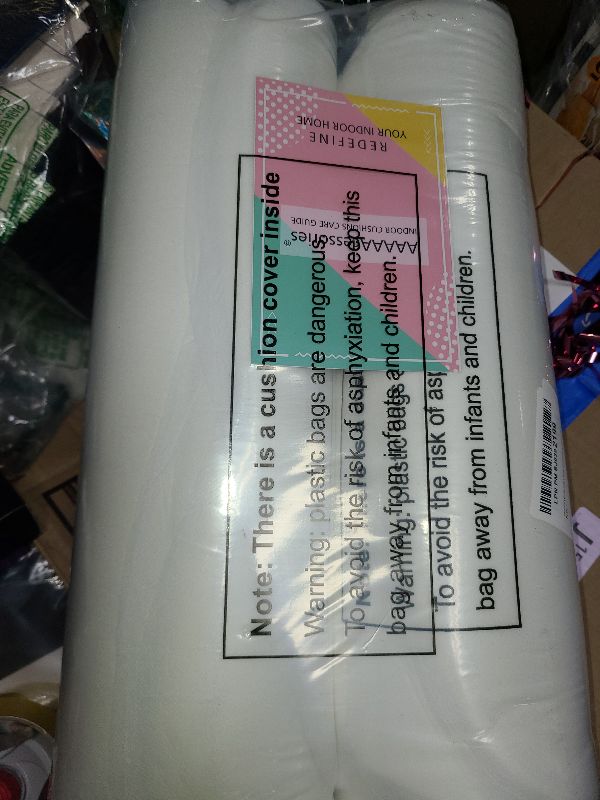 Note: There is a cushion cover inside
Warning: plastic bags are dangerous,
To avoid the risk of asphyxiation, keep this
bag away from infants and children.
Warning: plastic bags
To avoid the risk of asp
bag away from infants and children.
REDEFINE
YOUR INDOOR HOME
AAAAAcessories®
INDOOR CUSHIONS CARE GUIDE